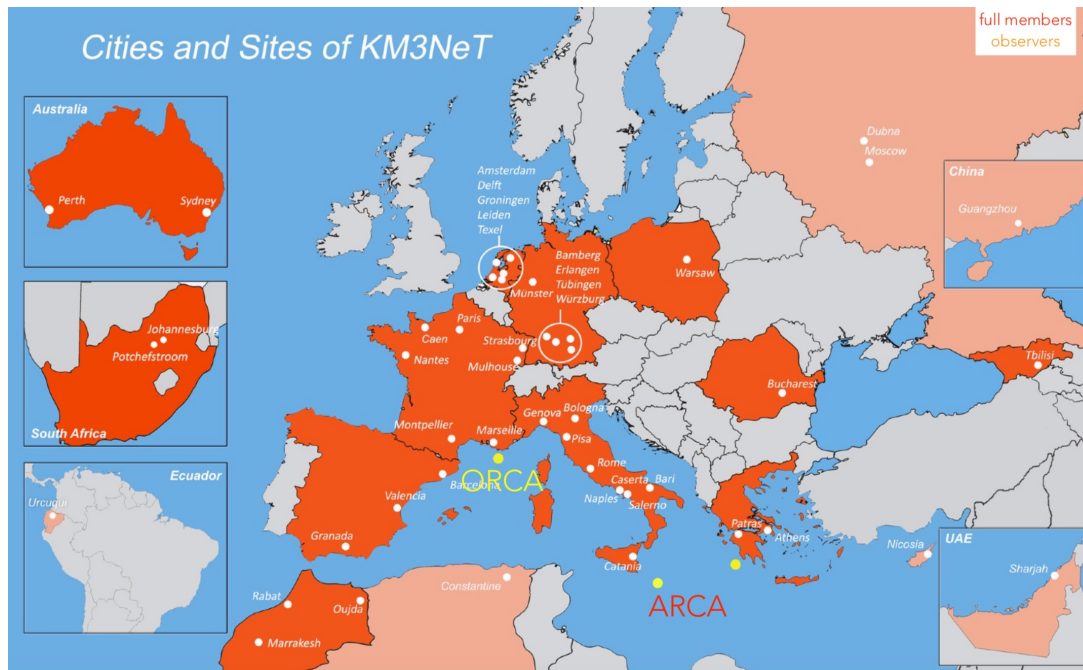 full members
observers
Cities and Sites of KM3NeT
Australia
Perth
Sydney
Johannesburg
Potchefstroom
South Africa
Ecuador
Urcuqui
Amsterdam
Delft
Groningen
Leiden
Texel
Bamberg
Erlangen
Tübingen
Würzburg
Münster
Warsaw
Dubna
Moscow
China
Guangzhou
Paris
Caen
Strasbourg
Nantes
Mulhouse
Tbilisi
Bucharest
Genova
Bologna
Montpellier
Marseille
Pisa
ORCA
Barcelona
Rome
Caserta
Bari
Naples
Salerno
Valencia
Granada
Patras
Athens
Catania
Nicosia
UAE
Sharjah
Constantine
ARCA
Rabat
Oujda
Marrakesh